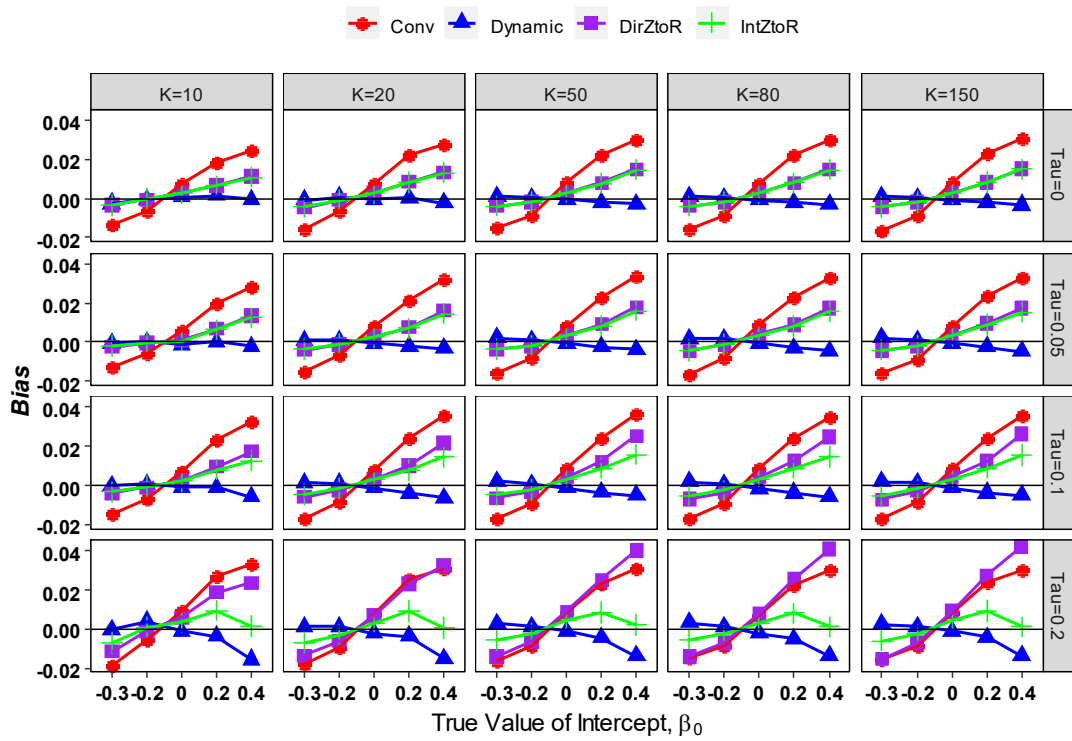 Conv Dynamic DirZtoR IntZtoR
K=10 K=20 K=50 K=80 K=150
0.04
0.02
0.00
-0.02
Tau=0
0.04
0.02
0.00
-0.02
Tau=0.05
0.04
0.02
0.00
-0.02
Tau=0.1
0.04
0.02
0.00
-0.02
Tau=0.2
Bias
-0.3 -0.2 0 0.2 0.4 -0.3 -0.2 0 0.2 0.4 -0.3 -0.2 0 0.2 0.4 -0.3 -0.2 0 0.2 0.4 -0.3 -0.2 0 0.2 0.4
True Value of Intercept, β₀